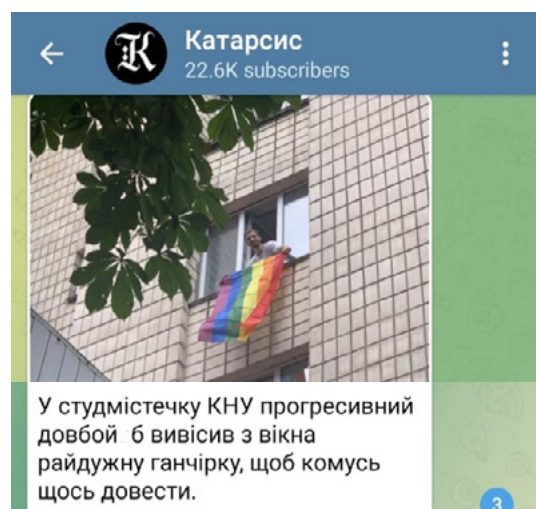 Катарсис
22.6K subscribers
У студмістечку КНУ прогресивний
довбой б вивісив з вікна
райдужну ганчірку, щоб комусь
щось довести.
3